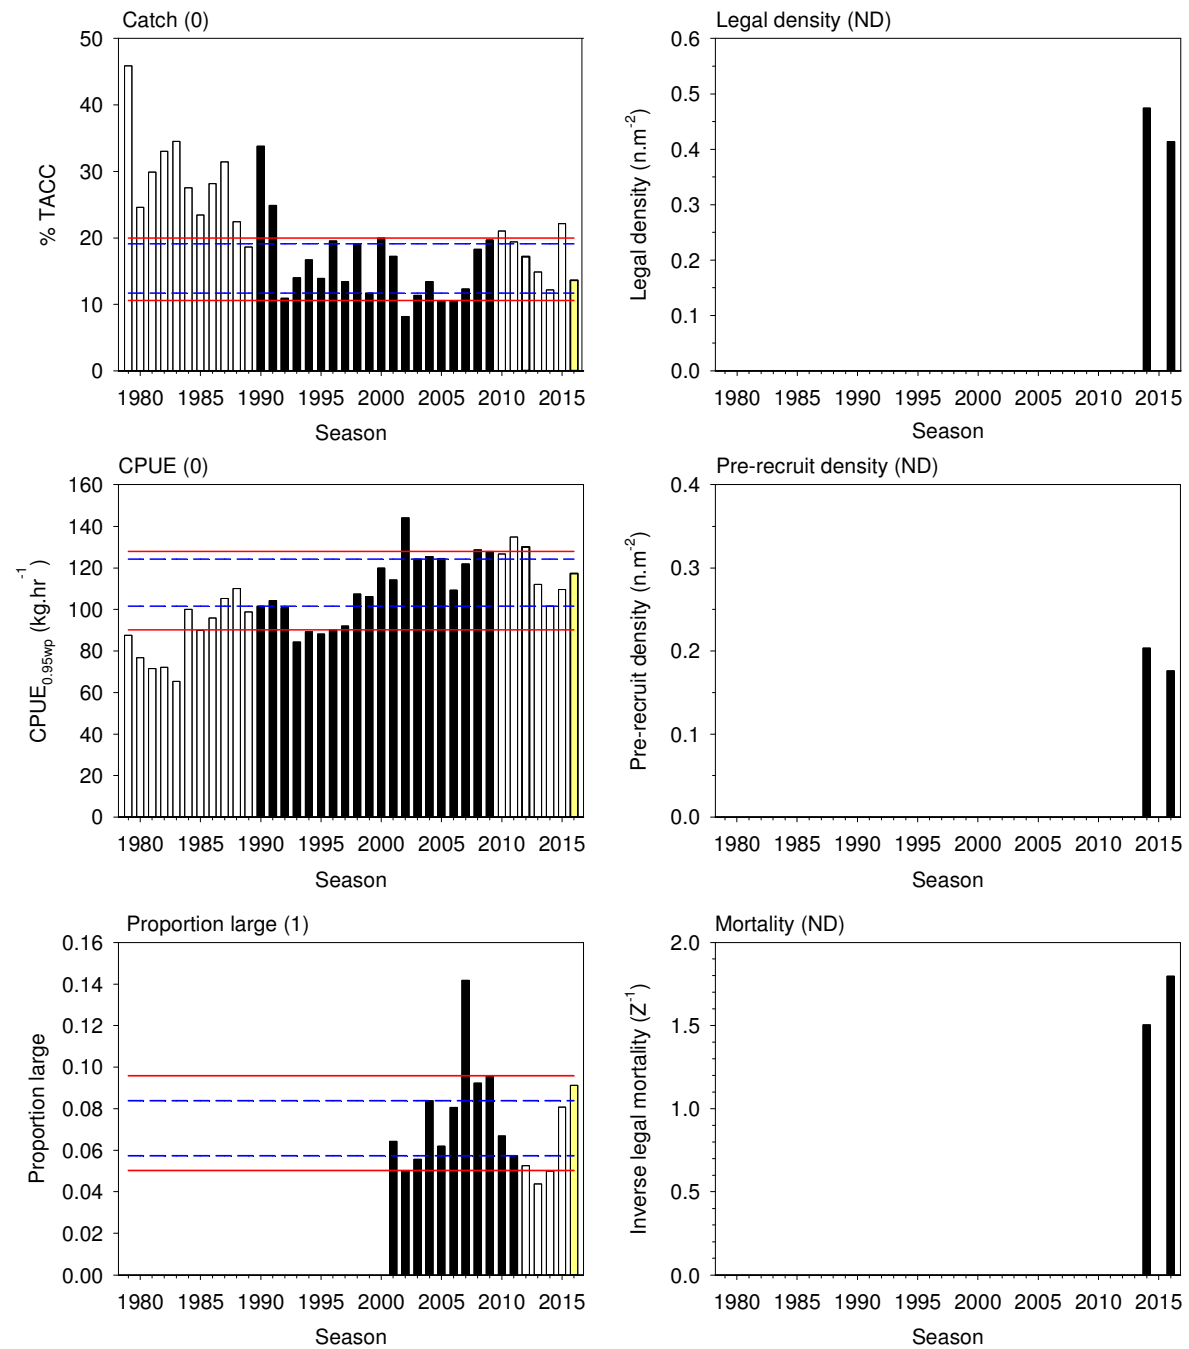 Catch (0)
50
40
30
20
10
0
% TACC
1980 1985 1990 1995 2000 2005 2010 2015
Season
Legal density (ND)
0.6
0.5
0.4
0.3
0.2
0.1
0.0
Legal density (n.m-2)
1980 1985 1990 1995 2000 2005 2010 2015
Season
CPUE (0)
160
140
120
100
80
60
40
20
0
CPUE0.95wp (kg.hr-1)
1980 1985 1990 1995 2000 2005 2010 2015
Season
Pre-recruit density (ND)
0.4
0.3
0.2
0.1
0.0
Pre-recruit density (n.m-2)
1980 1985 1990 1995 2000 2005 2010 2015
Season
Proportion large (1)
0.16
0.14
0.12
0.10
0.08
0.06
0.04
0.02
0.00
Proportion large
1980 1985 1990 1995 2000 2005 2010 2015
Season
Mortality (ND)
2.0
1.5
1.0
0.5
0.0
Inverse legal mortality (Z-1)
1980 1985 1990 1995 2000 2005 2010 2015
Season